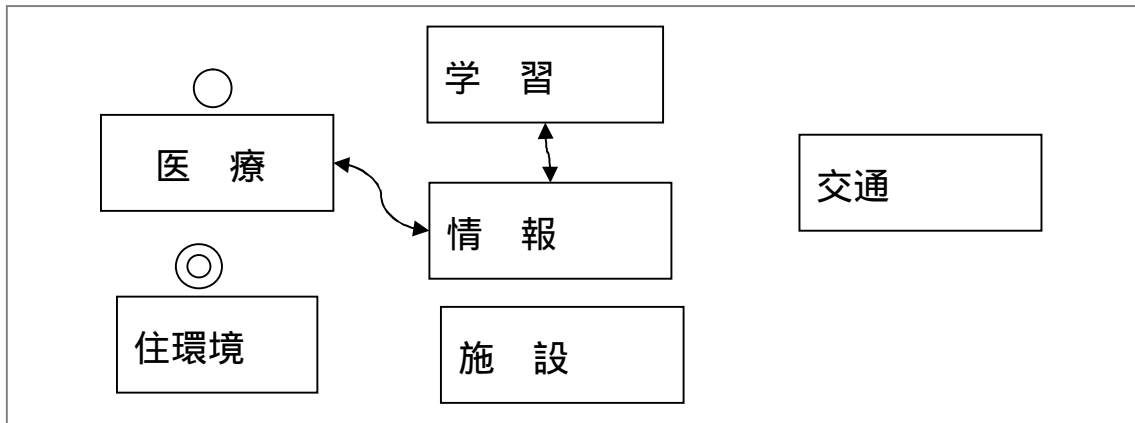 学　習
医　療
交通
情　報
住環境
施　設